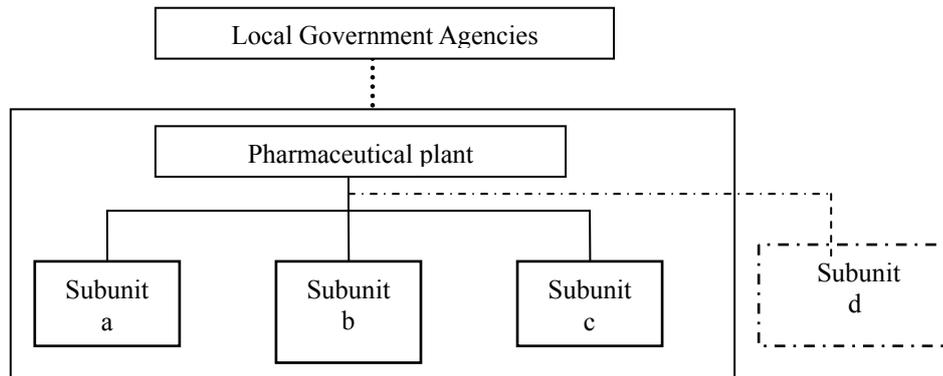 Local Government Agencies
Pharmaceutical plant
Subunit
a
Subunit
b
Subunit
c
Subunit
d